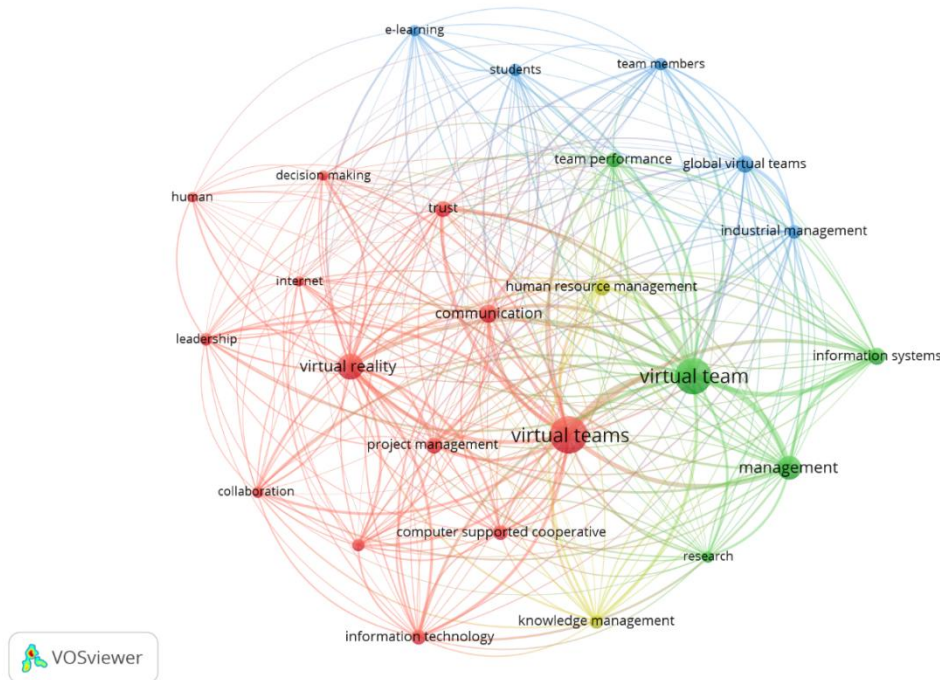 e-learning
students
team members
team performance
global virtual teams
decision making
human
trust
industrial management
internet
human resource management
communication
leadership
information systems
virtual reality
virtual team
virtual teams
project management
management
collaboration
computer supported cooperative
research
knowledge management
information technology
VOSviewer